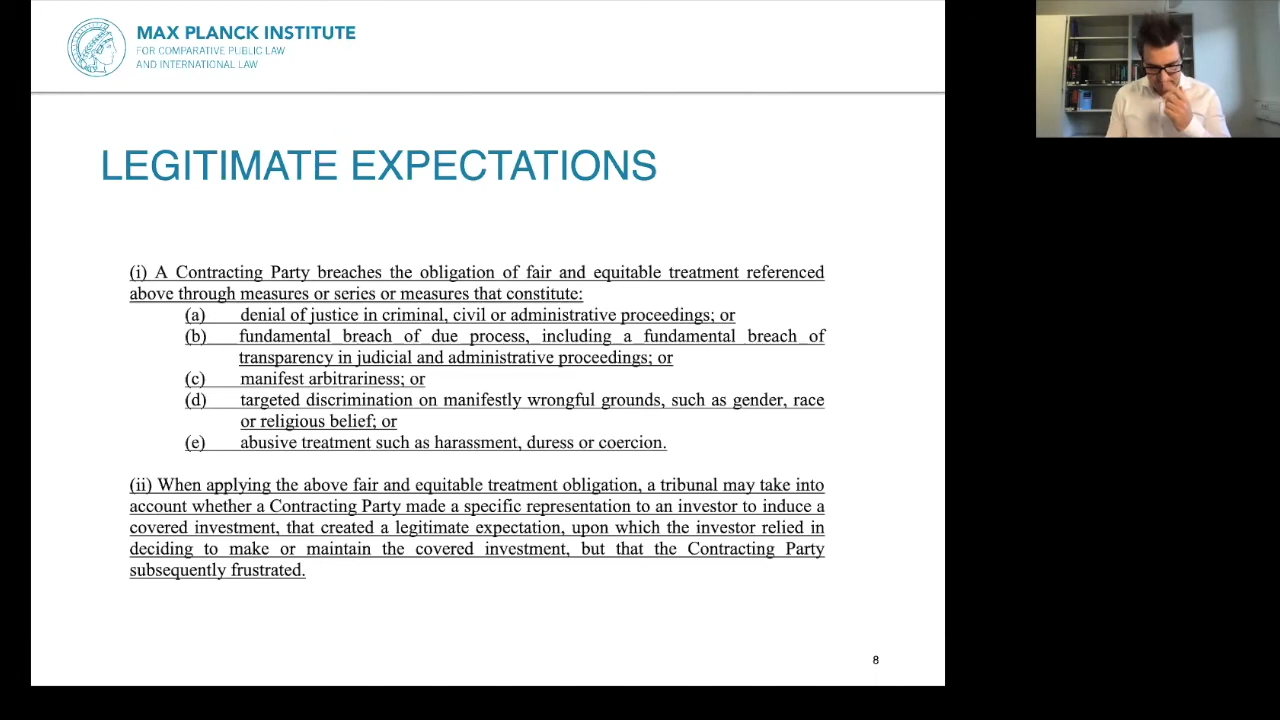 MAX PLANCK INSTITUTE
FOR COMPARATIVE PUBLIC LAW
AND INTERNATIONAL LAW
LEGITIMATE EXPECTATIONS
(i) A Contracting Party breaches the obligation of fair and equitable treatment referenced
above through measures or series or measures that constitute:
(a) denial of justice in criminal, civil or administrative proceedings; or
(b) fundamental breach of due process, including a fundamental breach of
transparency in judicial and administrative proceedings; or
(c) manifest arbitrariness; or
(d) targeted discrimination on manifestly wrongful grounds, such as gender, race
or religious belief; or
(e) abusive treatment such as harassment, duress or coercion.
(ii) When applying the above fair and equitable treatment obligation, a tribunal may take into
account whether a Contracting Party made a specific representation to an investor to induce a
covered investment, that created a legitimate expectation, upon which the investor relied in
deciding to make or maintain the covered investment, but that the Contracting Party
subsequently frustrated.
8